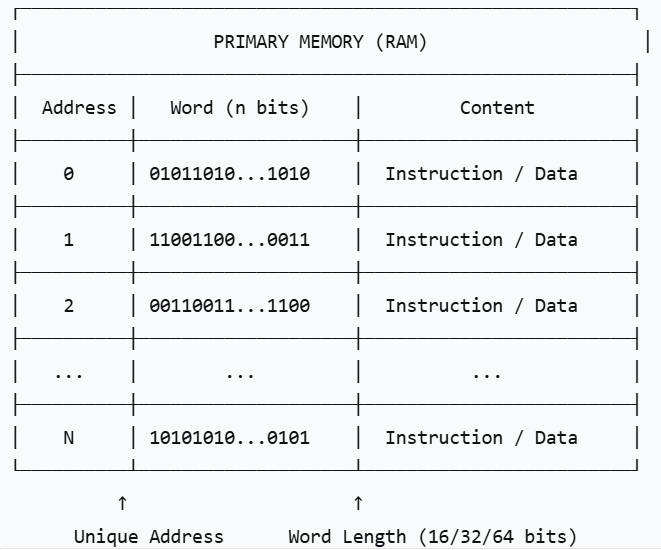 PRIMARY MEMORY (RAM)
Address Word (n bits) Content
0 01011010...1010 Instruction / Data
1 11001100...0011 Instruction / Data
2 00110011...1100 Instruction / Data
... ... ...
N 10101010...0101 Instruction / Data
↑ ↑
Unique Address Word Length (16/32/64 bits)